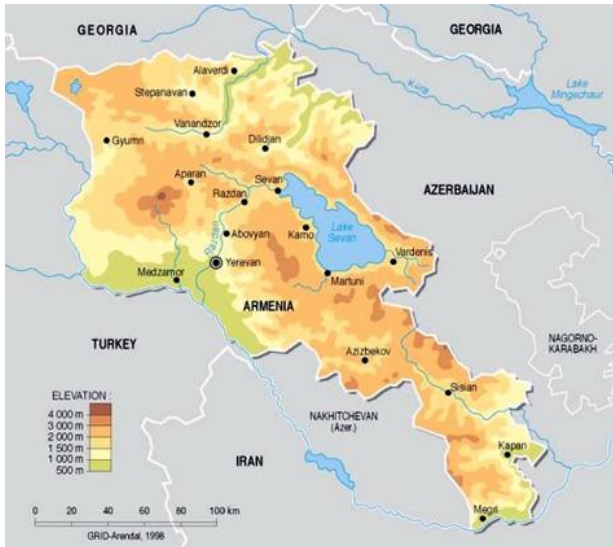 GEORGIA
GEORGIA
Alaverdi
Stepanavan
Kura
Lake
Mingechaur
Vanandzor
Gyumri
Dilidjan
Aparan
Sevan
AZERBAIJAN
Razdan
Razdan
Lake
Sevan
Kamo
Abovyan
Vardenis
Yerevan
Medzamor
Martuni
ARMENIA
NAGORNO-
KARABAKH
TURKEY
Azizbekov
Sisian
ELEVATION :
4 000 m
3 000 m
2 000 m
1 500 m
1 000 m
500 m
NAKHITCHEVAN
(Azer.)
Kapan
IRAN
Megri
0 20 40 60 80 100 km
GRID-Arendal, 1998